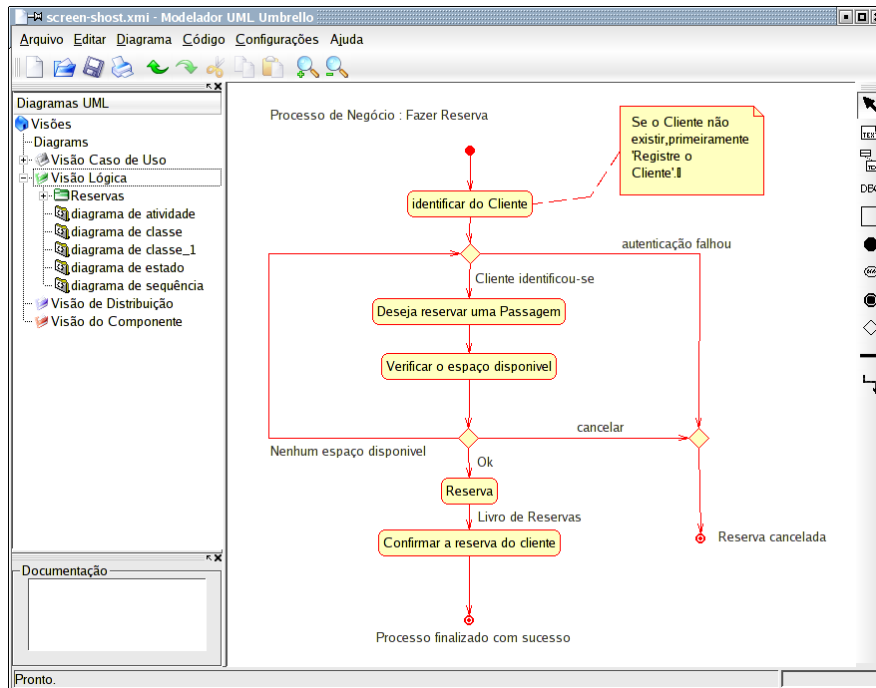 screen-shost.xmi - Modelador UML Umbrello
Arquivo Editar Diagrama Código Configurações Ajuda
Diagramas UML
Visões
Diagrams
Visão Caso de Uso
Visão Lógica
Reservas
diagrama de atividade
diagrama de classe
diagrama de classe_1
diagrama de estado
diagrama de sequência
Visão de Distribuição
Visão do Componente
Documentação
Processo de Negócio : Fazer Reserva
Se o Cliente não
existir,primeiramente
'Registre o
Cliente'.
identificar do Cliente
autenticação falhou
Cliente identificou-se
Deseja reservar uma Passagem
Verificar o espaço disponivel
cancelar
Nenhum espaço disponivel
Ok
Reserva
Livro de Reservas
Confirmar a reserva do cliente
Reserva cancelada
Processo finalizado com sucesso
TEXT
Pronto.